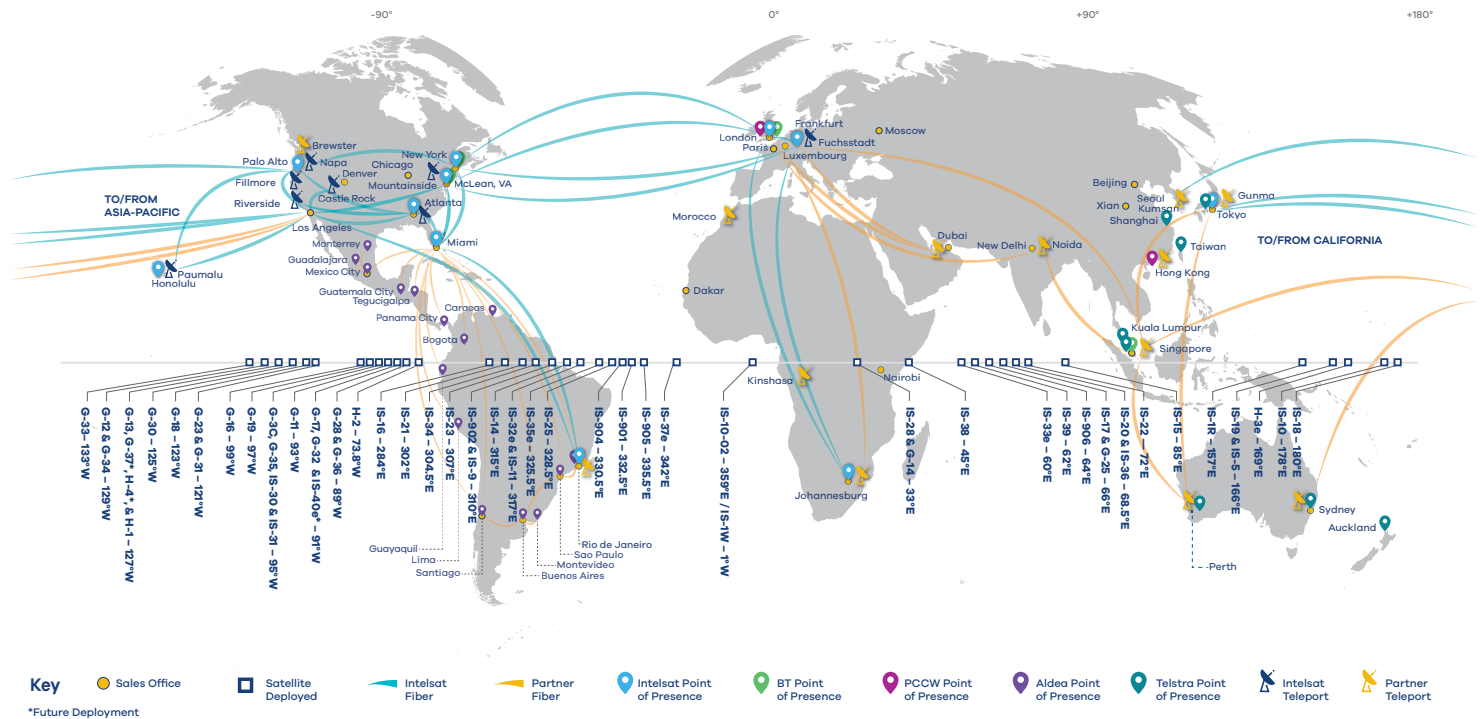 -90°
0°
+90°
+180°
Brewster
Palo Alto
Napa
Denver
Fillmore
Castle Rock
Riverside
Los Angeles
TO/FROM
ASIA-PACIFIC
New York
Chicago
Mountainside
McLean, VA
Atlanta
Miami
Paumalu
Honolulu
Monterrey
Guadalajara
Mexico City
Guatemala City
Tegucigalpa
Caracas
Panama City
Bogota
London
Paris
Frankfurt
Fuchsstadt
Luxembourg
Moscow
Morocco
Dakar
Dubai
New Delhi
Noida
Kinshasa
Nairobi
Johannesburg
Beijing
Xian
Seoul
Kumsan
Shanghai
Gunma
Tokyo
Taiwan
Hong Kong
TO/FROM CALIFORNIA
Kuala Lumpur
Singapore
Sydney
Auckland
Perth
G-33– 133°W
G-12 & G-34 – 129°W
G-13, G-37*, H-4*, & H-1 – 127°W
G-30 – 125°W
G-18 – 123°W
G-23 & G-31 – 121°W
G-16 – 99°W
G-19 – 97°W
G-3C, G-35, IS-30 & IS-31 – 95°W
G-11 – 93°W
G-17, G-32 & IS-40e* – 91°W
G-28 & G-36 – 89°W
H-2 – 73.8°W
IS-16 – 284°E
IS-21 – 302°E
IS-34 – 304.5°E
IS-23 – 307°E
IS-902 & IS-9 – 310°E
IS-14 – 315°E
IS-32e & IS-11 – 317°E
IS-35e – 325.5°E
IS-25 – 328.5°E
IS-904 – 330.5°E
IS-901 – 332.5°E
IS-905 – 335.5°E
IS-37e – 342°E
IS-10-02 – 359°E / IS-1W – 1°W
IS-28 & G-14 – 33°E
IS-38 – 45°E
IS-33e – 60°E
IS-39 – 62°E
IS-906 – 64°E
IS-17 & G-25 – 66°E
IS-20 & IS-36 – 68.5°E
IS-22 – 72°E
IS-15 – 85°E
IS-1R – 157°E
IS-19 & IS-5 – 166°E
H-3e – 169°E
IS-10 – 178°E
IS-18 – 180°E
Guayaquil
Lima
Santiago
Rio de Janeiro
Sao Paulo
Montevideo
Buenos Aires
Key
Sales Office
Satellite
Deployed
Intelsat
Fiber
Partner
Fiber
Intelsat Point
of Presence
BT Point
of Presence
PCCW Point
of Presence
Aldea Point
of Presence
Telstra Point
of Presence
Intelsat
Teleport
Partner
Teleport
*Future Deployment